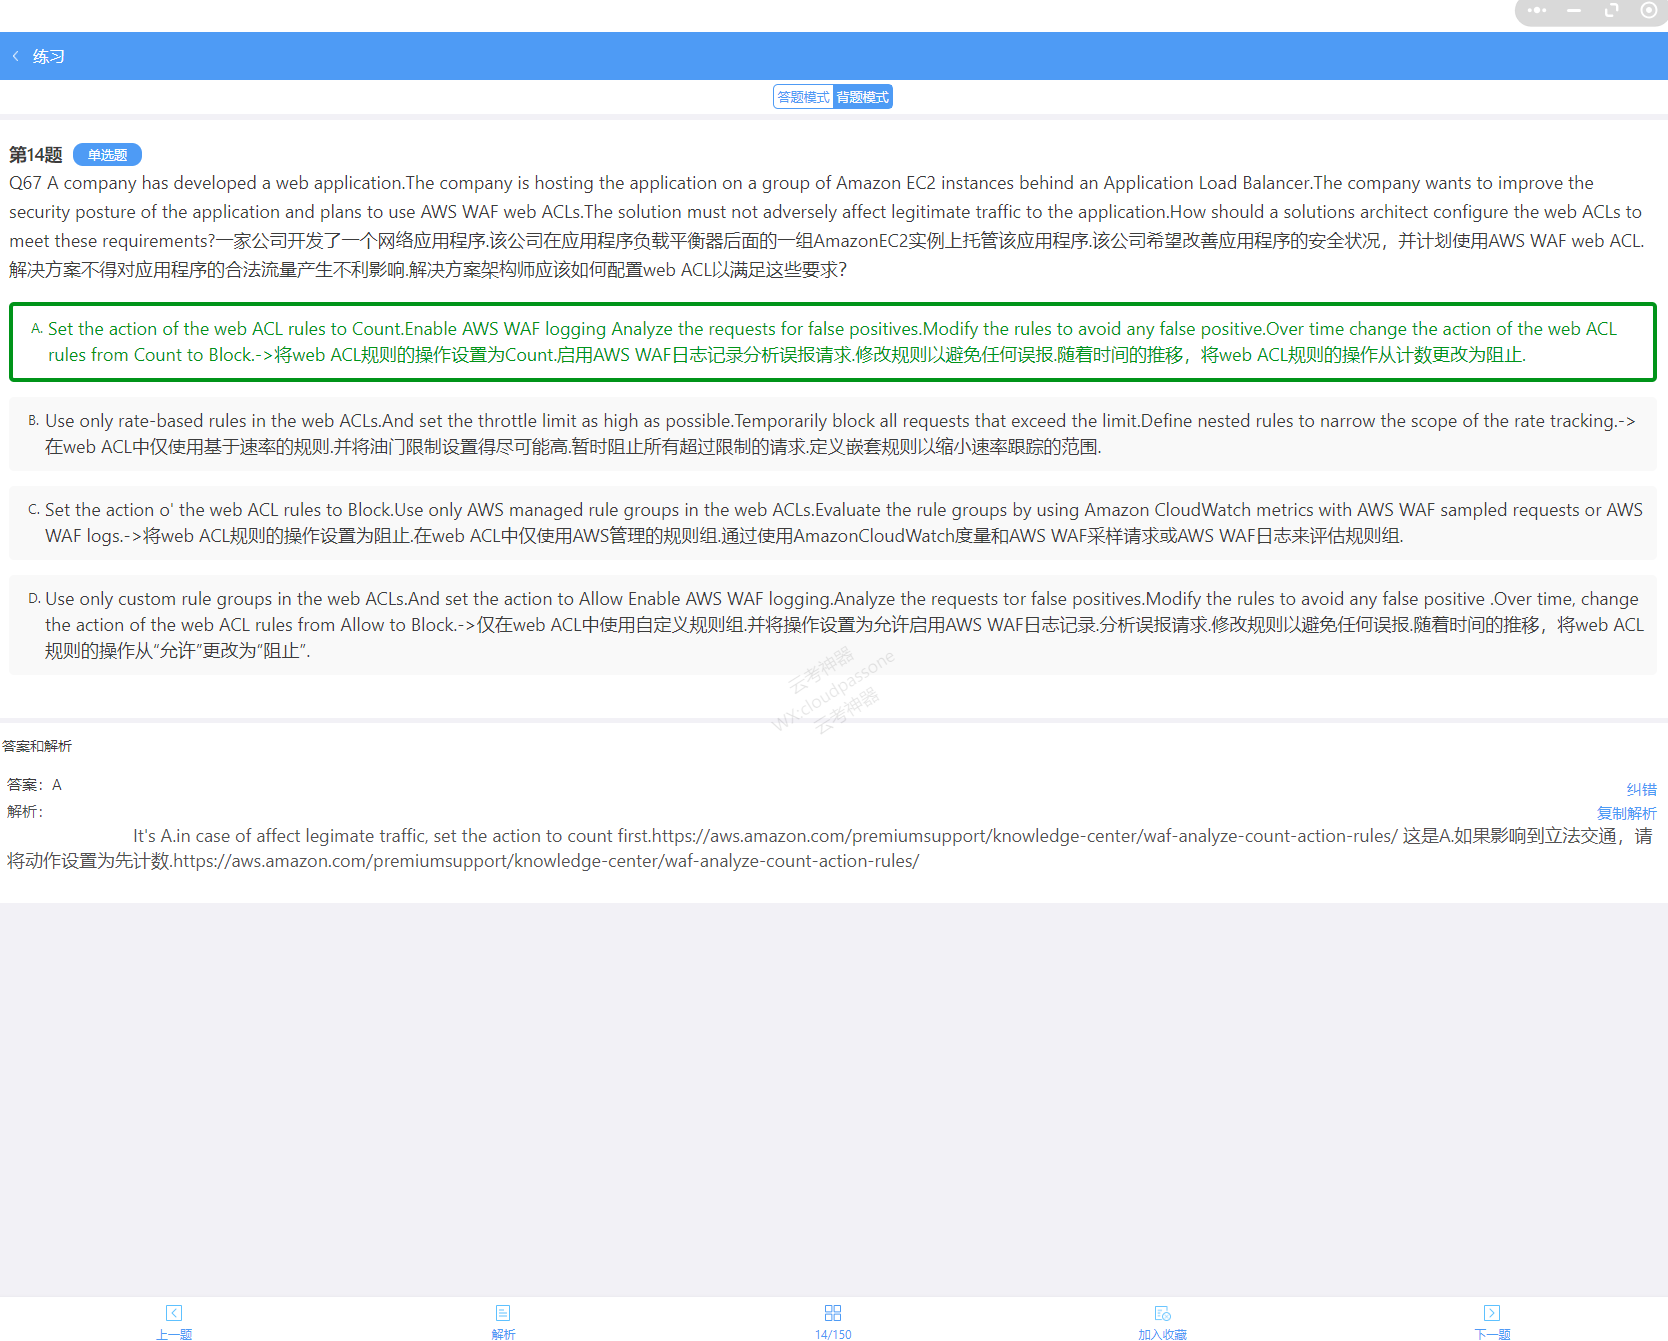 练习
答题模式 背题模式
第14题 单选题
Q67 A company has developed a web application.The company is hosting the application on a group of Amazon EC2 instances behind an Application Load Balancer.The company wants to improve the
security posture of the application and plans to use AWS WAF web ACLs.The solution must not adversely affect legitimate traffic to the application.How should a solutions architect configure the web ACLs to
meet these requirements?一家公司开发了一个网络应用程序.该公司在应用程序负载平衡器后面的一组AmazonEC2实例上托管该应用程序.该公司希望改善应用程序的安全状况，并计划使用AWS WAF web ACL.
解决方案不得对应用程序的合法流量产生不利影响.解决方案架构师应该如何配置web ACL以满足这些要求？
A. Set the action of the web ACL rules to Count.Enable AWS WAF logging Analyze the requests for false positives.Modify the rules to avoid any false positive.Over time change the action of the web ACL
rules from Count to Block.->将web ACL规则的操作设置为Count.启用AWS WAF日志记录分析误报请求.修改规则以避免任何误报.随着时间的推移，将web ACL规则的操作从计数更改为阻止.
B. Use only rate-based rules in the web ACLs.And set the throttle limit as high as possible.Temporarily block all requests that exceed the limit.Define nested rules to narrow the scope of the rate tracking.->
在web ACL中仅使用基于速率的规则.并将油门限制设置得尽可能高.暂时阻止所有超过限制的请求.定义嵌套规则以缩小速率跟踪的范围.
C. Set the action o' the web ACL rules to Block.Use only AWS managed rule groups in the web ACLs.Evaluate the rule groups by using Amazon CloudWatch metrics with AWS WAF sampled requests or AWS
WAF logs.->将web ACL规则的操作设置为阻止.在web ACL中仅使用AWS管理的规则组.通过使用AmazonCloudWatch度量和AWS WAF采样请求或AWS WAF日志来评估规则组.
D. Use only custom rule groups in the web ACLs.And set the action to Allow Enable AWS WAF logging.Analyze the requests tor false positives.Modify the rules to avoid any false positive .Over time, change
the action of the web ACL rules from Allow to Block.->仅在web ACL中使用自定义规则组.并将操作设置为允许启用AWS WAF日志记录.分析误报请求.修改规则以避免任何误报.随着时间的推移，将web ACL
规则的操作从“允许”更改为“阻止”.
云考神器
WX:cloudpassone
云考神器
答案和解析
答案：A
纠错
解析：
复制解析
It's A.in case of affect legimate traffic, set the action to count first.https://aws.amazon.com/premiumsupport/knowledge-center/waf-analyze-count-action-rules/ 这是A.如果影响到立法交通，请
将动作设置为先计数.https://aws.amazon.com/premiumsupport/knowledge-center/waf-analyze-count-action-rules/
上一题 解析 14/150 加入收藏 下一题